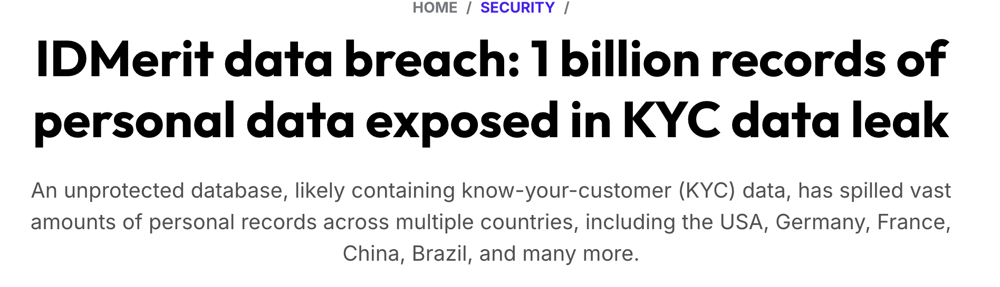 HOME / SECURITY /
IDMerit data breach: 1 billion records of
personal data exposed in KYC data leak
An unprotected database, likely containing know-your-customer (KYC) data, has spilled vast
amounts of personal records across multiple countries, including the USA, Germany, France,
China, Brazil, and many more.